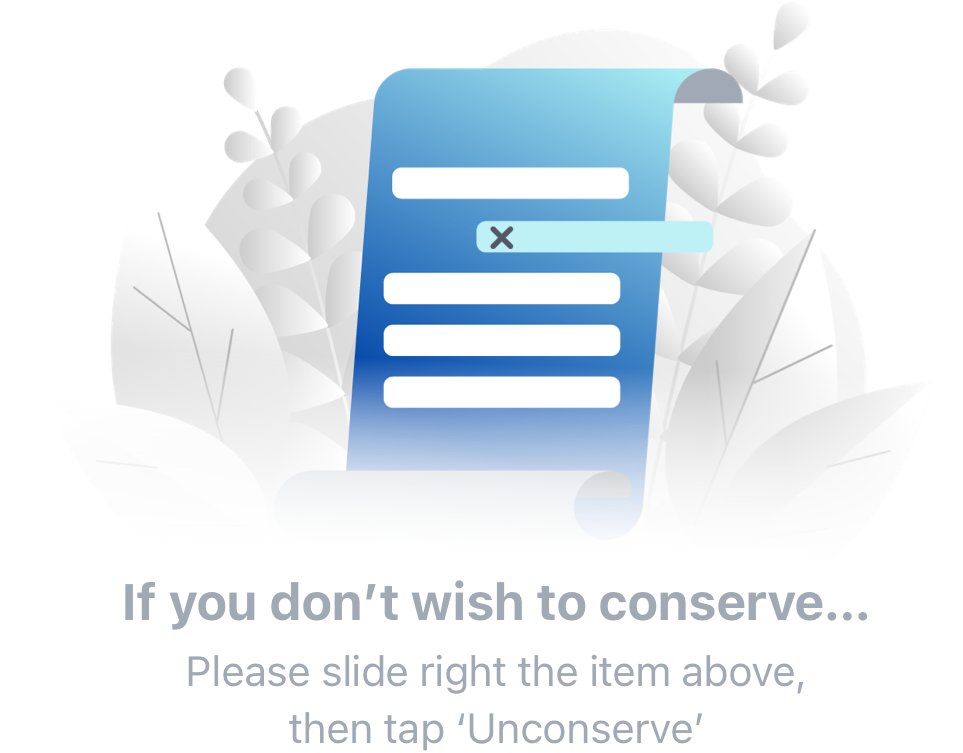 If you don’t wish to conserve...
Please slide right the item above,
then tap ‘Unconserve’